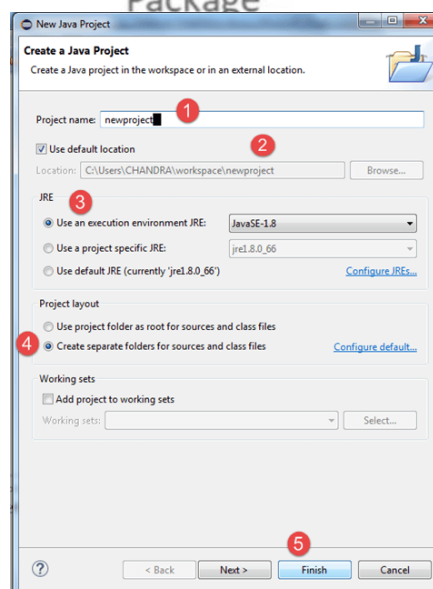 Package
New Java Project
Create a Java Project
Create a Java project in the workspace or in an external location.
1
Project name: newproject
2
Use default location
Location: C:\Users\CHANDRA\workspace\newproject Browse...
JRE
3
Use an execution environment JRE: JavaSE-1.8
Use a project specific JRE: jre1.8.0_66
Use default JRE (currently 'jre1.8.0_66') Configure JREs...
Project layout
Use project folder as root for sources and class files
4 Create separate folders for sources and class files Configure default...
Working sets
Add project to working sets
Working sets: Select...
5
? < Back Next > Finish Cancel